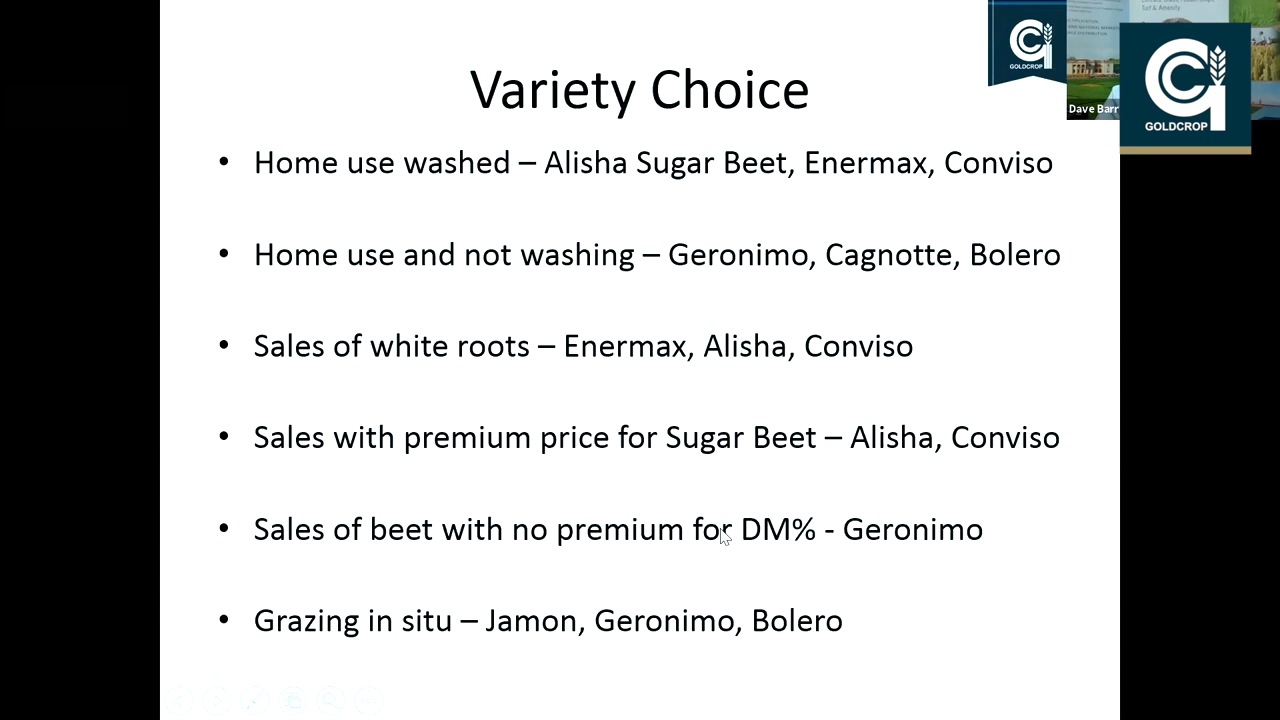 Variety Choice
• Home use washed – Alisha Sugar Beet, Enermax, Conviso
• Home use and not washing – Geronimo, Cagnotte, Bolero
• Sales of white roots – Enermax, Alisha, Conviso
• Sales with premium price for Sugar Beet – Alisha, Conviso
• Sales of beet with no premium for DM% - Geronimo
• Grazing in situ – Jamon, Geronimo, Bolero
GOLDCROP
Turf & Amenity
Dave Barr
GOLDCROP